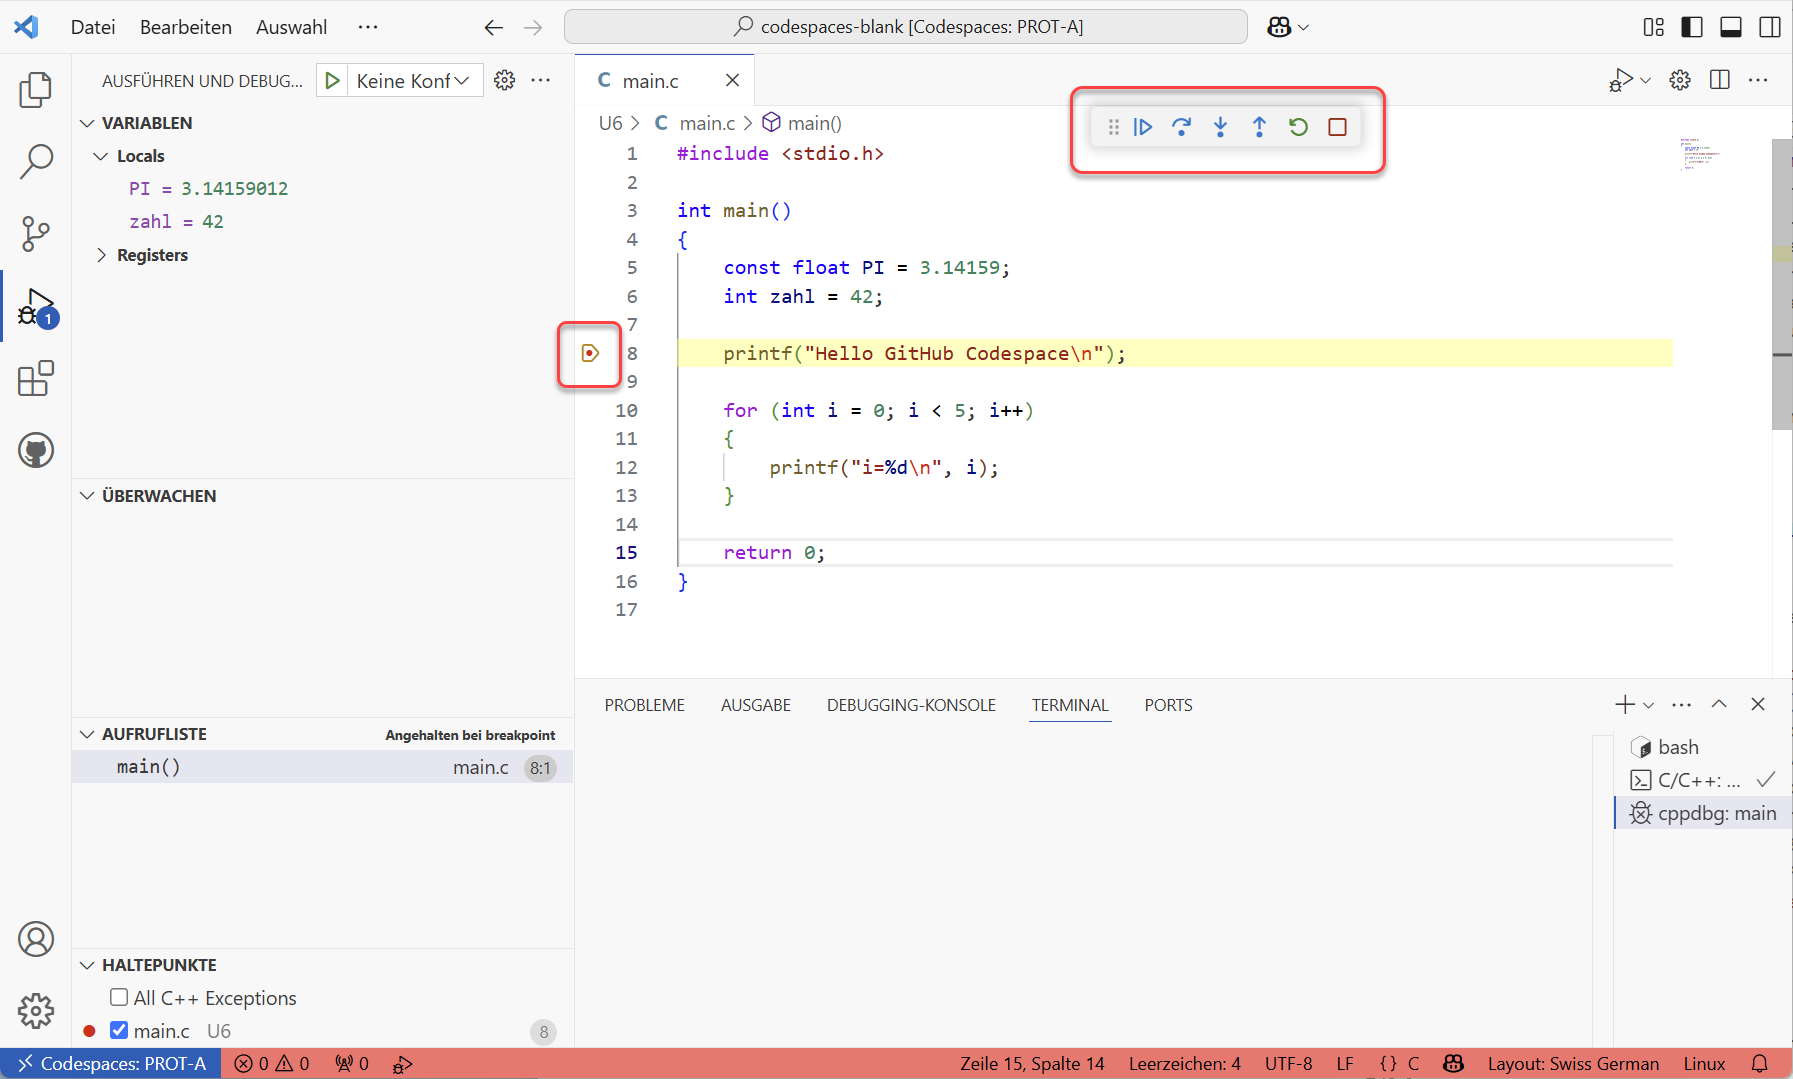 Datei Bearbeiten Auswahl ···
codespaces-blank [Codespaces: PROT-A]
AUSFÜHREN UND DEBUG... Keine Konf
VARIABLEN
Locals
PI = 3.14159012
zahl = 42
Registers
1
ÜBERWACHEN
AUFRUFLISTE Angehalten bei breakpoint
main() main.c 8:1
HALTEPUNKTE
All C++ Exceptions
main.c U6 8
C main.c
U6 > C main.c > main()
1 #include <stdio.h>
2
3 int main()
4 {
5 const float PI = 3.14159;
6 int zahl = 42;
7
8 printf("Hello GitHub Codespace\n");
9
10 for (int i = 0; i < 5; i++)
11 {
12 printf("i=%d\n", i);
13 }
14
15 return 0;
16 }
17
PROBLEME AUSGABE DEBUGGING-KONSOLE TERMINAL PORTS
bash
C/C++: ...
cppdbg: main
Codespaces: PROT-A 0 0 0 Zeile 15, Spalte 14 Leerzeichen: 4 UTF-8 LF {} C Layout: Swiss German Linux